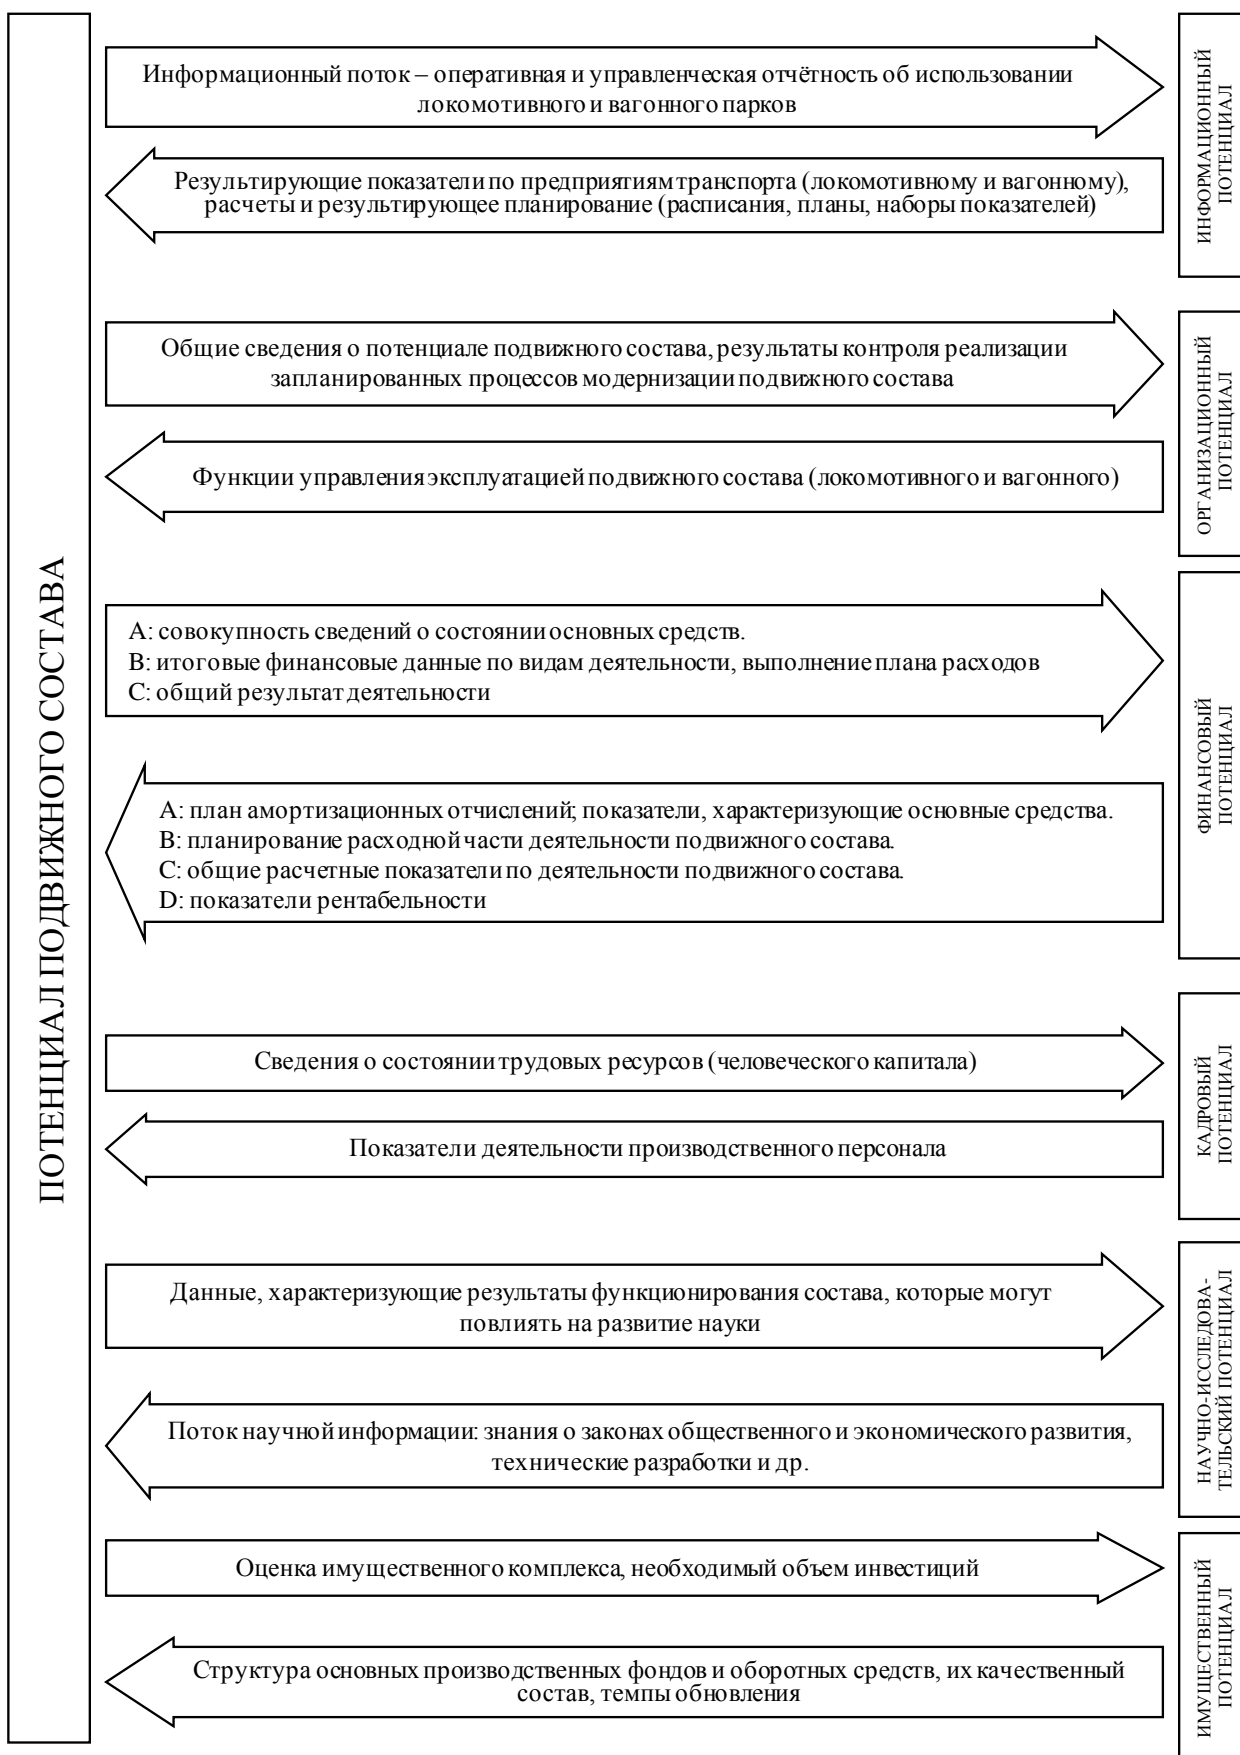 ПОТЕНЦИАЛ ПОДВИЖНОГО СОСТАВА
Информационный поток – оперативная и управленческая отчётность об использовании
локомотивного и вагонного парков
Результирующие показатели по предприятиям транспорта (локомотивному и вагонному),
расчеты и результирующее планирование (расписания, планы, наборы показателей)
ИНФОРМАЦИОННЫЙ
ПОТЕНЦИАЛ
Общие сведения о потенциале подвижного состава, результаты контроля реализации
запланированных процессов модернизации подвижного состава
Функции управления эксплуатацией подвижного состава (локомотивного и вагонного)
ОРГАНИЗАЦИОННЫЙ
ПОТЕНЦИАЛ
A: совокупность сведений о состоянии основных средств.
B: итоговые финансовые данные по видам деятельности, выполнение плана расходов
C: общий результат деятельности
A: план амортизационных отчислений; показатели, характеризующие основные средства.
B: планирование расходной части деятельности подвижного состава.
C: общие расчетные показатели по деятельности подвижного состава.
D: показатели рентабельности
ФИНАНСОВЫЙ
ПОТЕНЦИАЛ
Сведения о состоянии трудовых ресурсов (человеческого капитала)
Показатели деятельности производственного персонала
КАДРОВЫЙ
ПОТЕНЦИАЛ
Данные, характеризующие результаты функционирования состава, которые могут
повлиять на развитие науки
Поток научной информации: знания о законах общественного и экономического развития,
технические разработки и др.
НАУЧНО-ИССЛЕДОВА-
ТЕЛЬСКИЙ ПОТЕНЦИАЛ
Оценка имущественного комплекса, необходимый объем инвестиций
Структура основных производственных фондов и оборотных средств, их качественный
состав, темпы обновления
ИМУЩЕСТВЕННЫЙ
ПОТЕНЦИАЛ